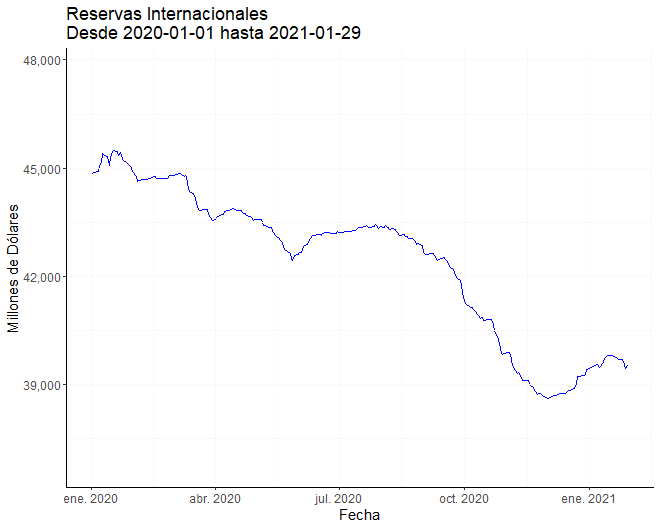 Reservas Internacionales
Desde 2020-01-01 hasta 2021-01-29
48,000
45,000
42,000
39,000
Millones de Dólares
ene. 2020 abr. 2020 jul. 2020 oct. 2020 ene. 2021
Fecha